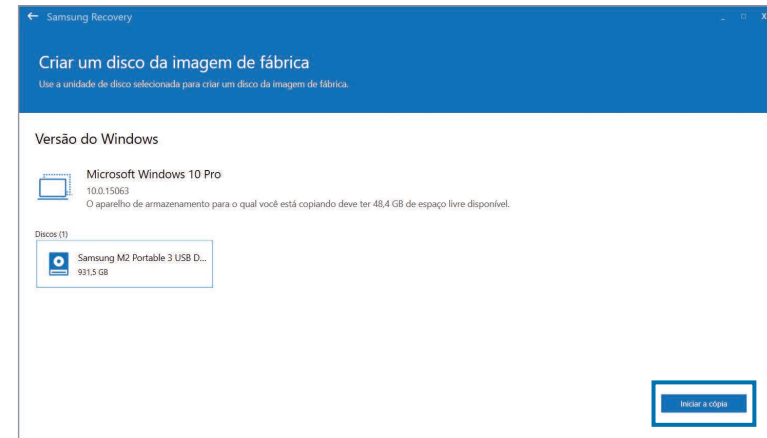 Samsung Recovery
Criar um disco da imagem de fábrica
Use a unidade de disco selecionada para criar um disco da imagem de fábrica.
Versão do Windows
Microsoft Windows 10 Pro
10.0.15063
O aparelho de armazenamento para o qual você está copiando deve ter 48,4 GB de espaço livre disponível.
Discos (1)
Samsung M2 Portable 3 USB D...
931,5 GB
Iniciar a cópia